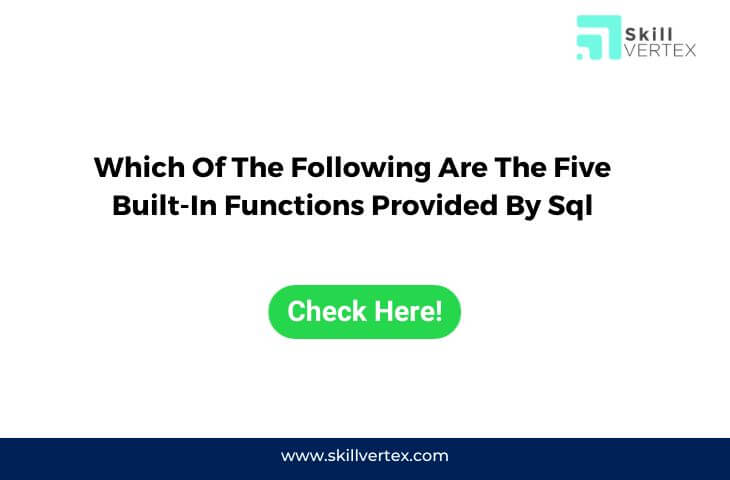 Skill
VERTEX
Which Of The Following Are The Five
Built-In Functions Provided By Sql
Check Here!
www.skillvertex.com